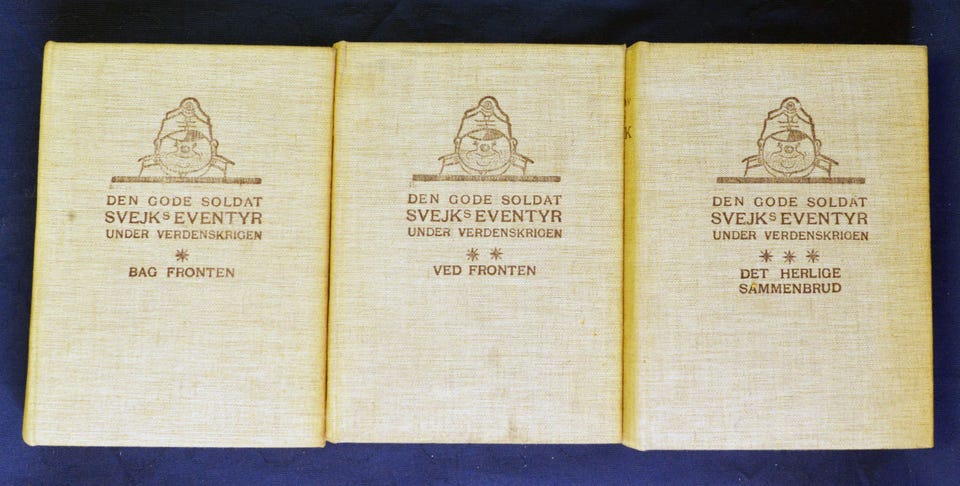 DEN GODE SOLDAT
SVEJKS EVENTYR
UNDER VERDENSKRIGEN
BAG FRONTEN
DEN GODE SOLDAT
SVEJKS EVENTYR
UNDER VERDENSKRIGEN
VED FRONTEN
DEN GODE SOLDAT
SVEJKS EVENTYR
UNDER VERDENSKRIGEN
DET HERLIGE
SAMMENBRUD